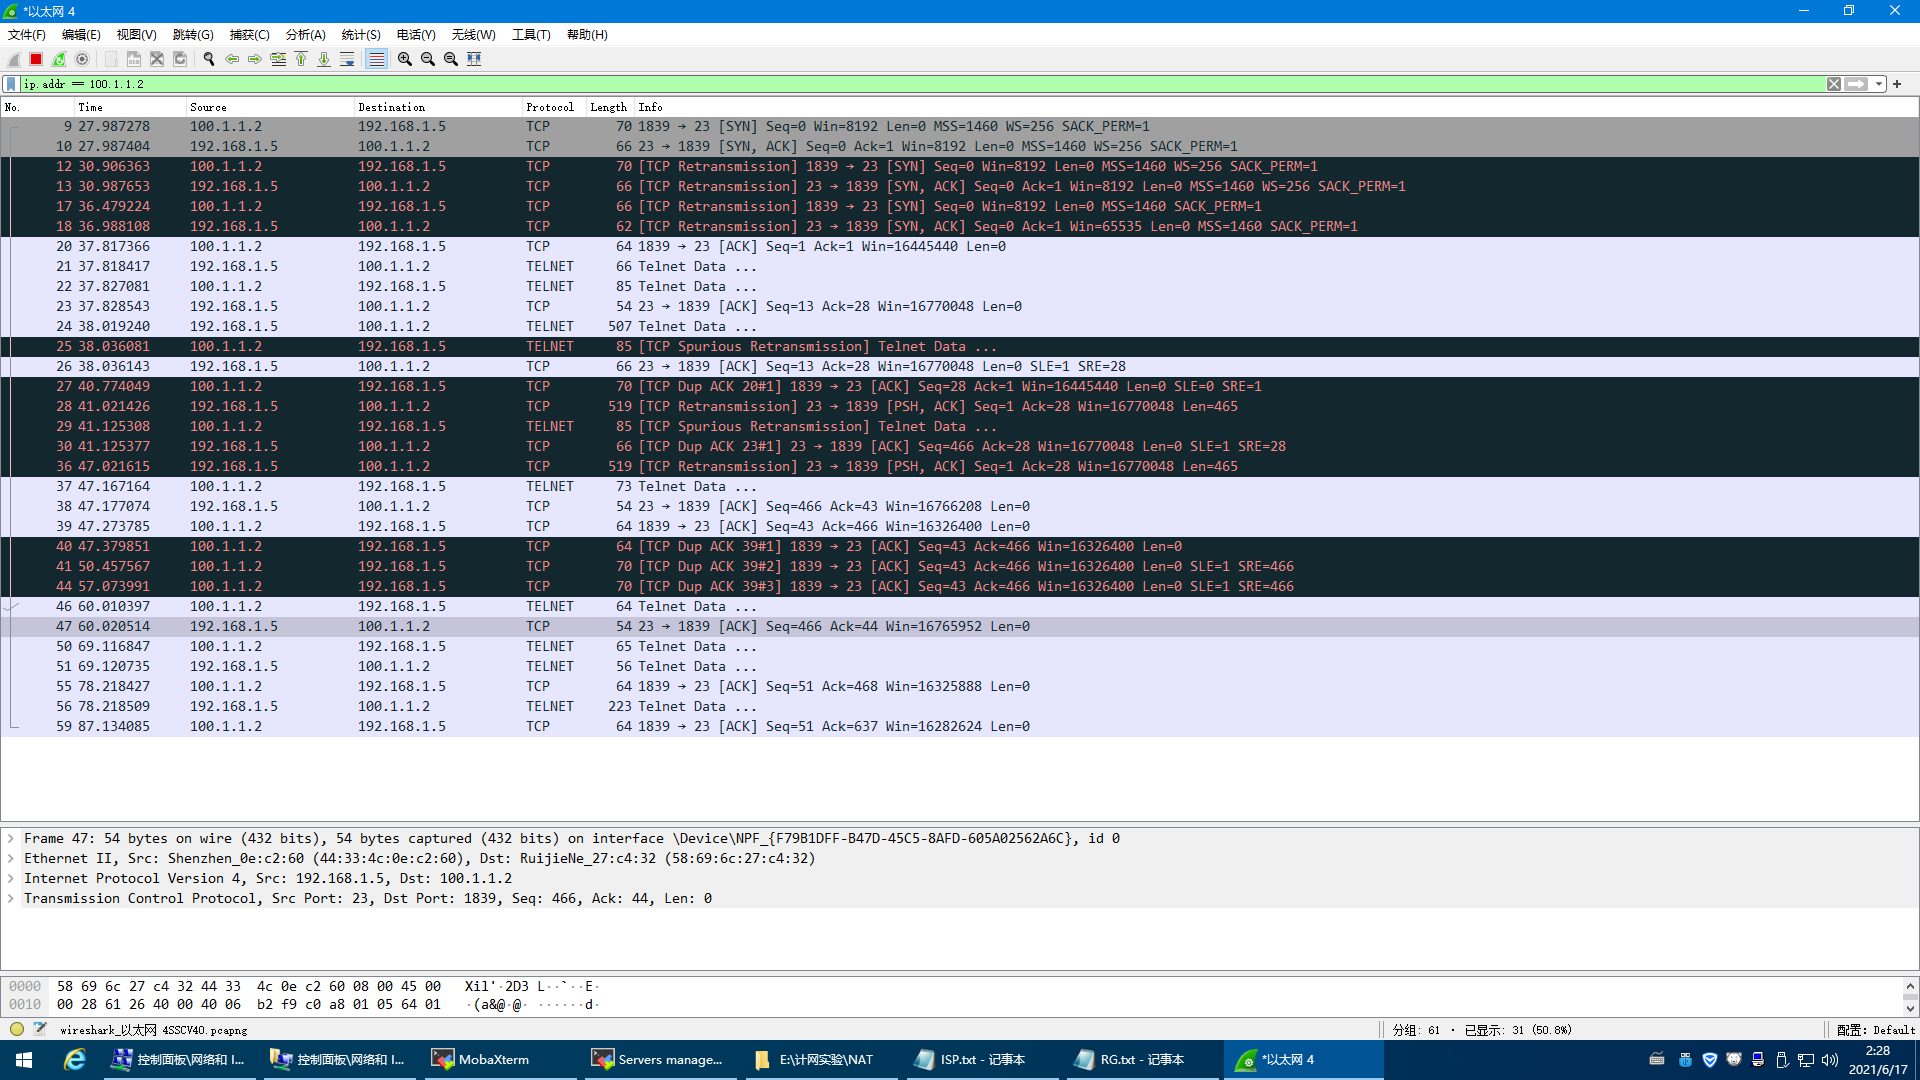 *以太网 4
文件(F) 编辑(E) 视图(V) 跳转(G) 捕获(C) 分析(A) 统计(S) 电话(Y) 无线(W) 工具(T) 帮助(H)
ip.addr == 100.1.1.2
No. Time Source Destination Protocol Length Info
9 27.987278 100.1.1.2 192.168.1.5 TCP 70 1839 → 23 [SYN] Seq=0 Win=8192 Len=0 MSS=1460 WS=256 SACK_PERM=1
10 27.987404 192.168.1.5 100.1.1.2 TCP 66 23 → 1839 [SYN, ACK] Seq=0 Ack=1 Win=8192 Len=0 MSS=1460 WS=256 SACK_PERM=1
12 30.906363 100.1.1.2 192.168.1.5 TCP 70 [TCP Retransmission] 1839 → 23 [SYN] Seq=0 Win=8192 Len=0 MSS=1460 WS=256 SACK_PERM=1
13 30.987653 192.168.1.5 100.1.1.2 TCP 66 [TCP Retransmission] 23 → 1839 [SYN, ACK] Seq=0 Ack=1 Win=8192 Len=0 MSS=1460 WS=256 SACK_PERM=1
17 36.479224 100.1.1.2 192.168.1.5 TCP 66 [TCP Retransmission] 1839 → 23 [SYN] Seq=0 Win=8192 Len=0 MSS=1460 SACK_PERM=1
18 36.988108 192.168.1.5 100.1.1.2 TCP 62 [TCP Retransmission] 23 → 1839 [SYN, ACK] Seq=0 Ack=1 Win=65535 Len=0 MSS=1460 SACK_PERM=1
20 37.817366 100.1.1.2 192.168.1.5 TCP 64 1839 → 23 [ACK] Seq=1 Ack=1 Win=16445440 Len=0
21 37.818417 192.168.1.5 100.1.1.2 TELNET 66 Telnet Data ...
22 37.827081 100.1.1.2 192.168.1.5 TELNET 85 Telnet Data ...
23 37.828543 192.168.1.5 100.1.1.2 TCP 54 23 → 1839 [ACK] Seq=13 Ack=28 Win=16770048 Len=0
24 38.019240 192.168.1.5 100.1.1.2 TELNET 507 Telnet Data ...
25 38.036081 100.1.1.2 192.168.1.5 TELNET 85 [TCP Spurious Retransmission] Telnet Data ...
26 38.036143 192.168.1.5 100.1.1.2 TCP 66 23 → 1839 [ACK] Seq=13 Ack=28 Win=16770048 Len=0 SLE=1 SRE=28
27 40.774049 100.1.1.2 192.168.1.5 TCP 70 [TCP Dup ACK 20#1] 1839 → 23 [ACK] Seq=28 Ack=1 Win=16445440 Len=0 SLE=0 SRE=1
28 41.021426 192.168.1.5 100.1.1.2 TCP 519 [TCP Retransmission] 23 → 1839 [PSH, ACK] Seq=1 Ack=28 Win=16770048 Len=465
29 41.125308 100.1.1.2 192.168.1.5 TELNET 85 [TCP Spurious Retransmission] Telnet Data ...
30 41.125377 192.168.1.5 100.1.1.2 TCP 66 [TCP Dup ACK 23#1] 23 → 1839 [ACK] Seq=466 Ack=28 Win=16770048 Len=0 SLE=1 SRE=28
36 47.021615 192.168.1.5 100.1.1.2 TCP 519 [TCP Retransmission] 23 → 1839 [PSH, ACK] Seq=1 Ack=28 Win=16770048 Len=465
37 47.167164 100.1.1.2 192.168.1.5 TELNET 73 Telnet Data ...
38 47.177074 192.168.1.5 100.1.1.2 TCP 54 23 → 1839 [ACK] Seq=466 Ack=43 Win=16766208 Len=0
39 47.273785 100.1.1.2 192.168.1.5 TCP 64 1839 → 23 [ACK] Seq=43 Ack=466 Win=16326400 Len=0
40 47.379851 100.1.1.2 192.168.1.5 TCP 64 [TCP Dup ACK 39#1] 1839 → 23 [ACK] Seq=43 Ack=466 Win=16326400 Len=0
41 50.457567 100.1.1.2 192.168.1.5 TCP 70 [TCP Dup ACK 39#2] 1839 → 23 [ACK] Seq=43 Ack=466 Win=16326400 Len=0 SLE=1 SRE=466
44 57.073991 100.1.1.2 192.168.1.5 TCP 70 [TCP Dup ACK 39#3] 1839 → 23 [ACK] Seq=43 Ack=466 Win=16326400 Len=0 SLE=1 SRE=466
46 60.010397 100.1.1.2 192.168.1.5 TELNET 64 Telnet Data ...
47 60.020514 192.168.1.5 100.1.1.2 TCP 54 23 → 1839 [ACK] Seq=466 Ack=44 Win=16765952 Len=0
50 69.116847 100.1.1.2 192.168.1.5 TELNET 65 Telnet Data ...
51 69.120735 192.168.1.5 100.1.1.2 TELNET 56 Telnet Data ...
55 78.218427 100.1.1.2 192.168.1.5 TCP 64 1839 → 23 [ACK] Seq=51 Ack=468 Win=16325888 Len=0
56 78.218509 192.168.1.5 100.1.1.2 TELNET 223 Telnet Data ...
59 87.134085 100.1.1.2 192.168.1.5 TCP 64 1839 → 23 [ACK] Seq=51 Ack=637 Win=16282624 Len=0
Frame 47: 54 bytes on wire (432 bits), 54 bytes captured (432 bits) on interface \Device\NPF_{F79B1DFF-B47D-45C5-8AFD-605A02562A6C}, id 0
Ethernet II, Src: Shenzhen_0e:c2:60 (44:33:4c:0e:c2:60), Dst: RuijieNe_27:c4:32 (58:69:6c:27:c4:32)
Internet Protocol Version 4, Src: 192.168.1.5, Dst: 100.1.1.2
Transmission Control Protocol, Src Port: 23, Dst Port: 1839, Seq: 466, Ack: 44, Len: 0
0000 58 69 6c 27 c4 32 44 33 4c 0e c2 60 08 00 45 00 Xil'·2D3 L··`··E·
0010 00 28 61 26 40 00 40 06 b2 f9 c0 a8 01 05 64 01 ·(a&@·@· ······d·
wireshark_以太网 4SSCV40.pcapng 分组: 61 · 已显示: 31 (50.8%) 配置: Default
控制面板\网络和 I... 控制面板\网络和 I... MobaXterm Servers manage... E:\计网实验\NAT ISP.txt - 记事本 RG.txt - 记事本 *以太网 4 2:28
2021/6/17